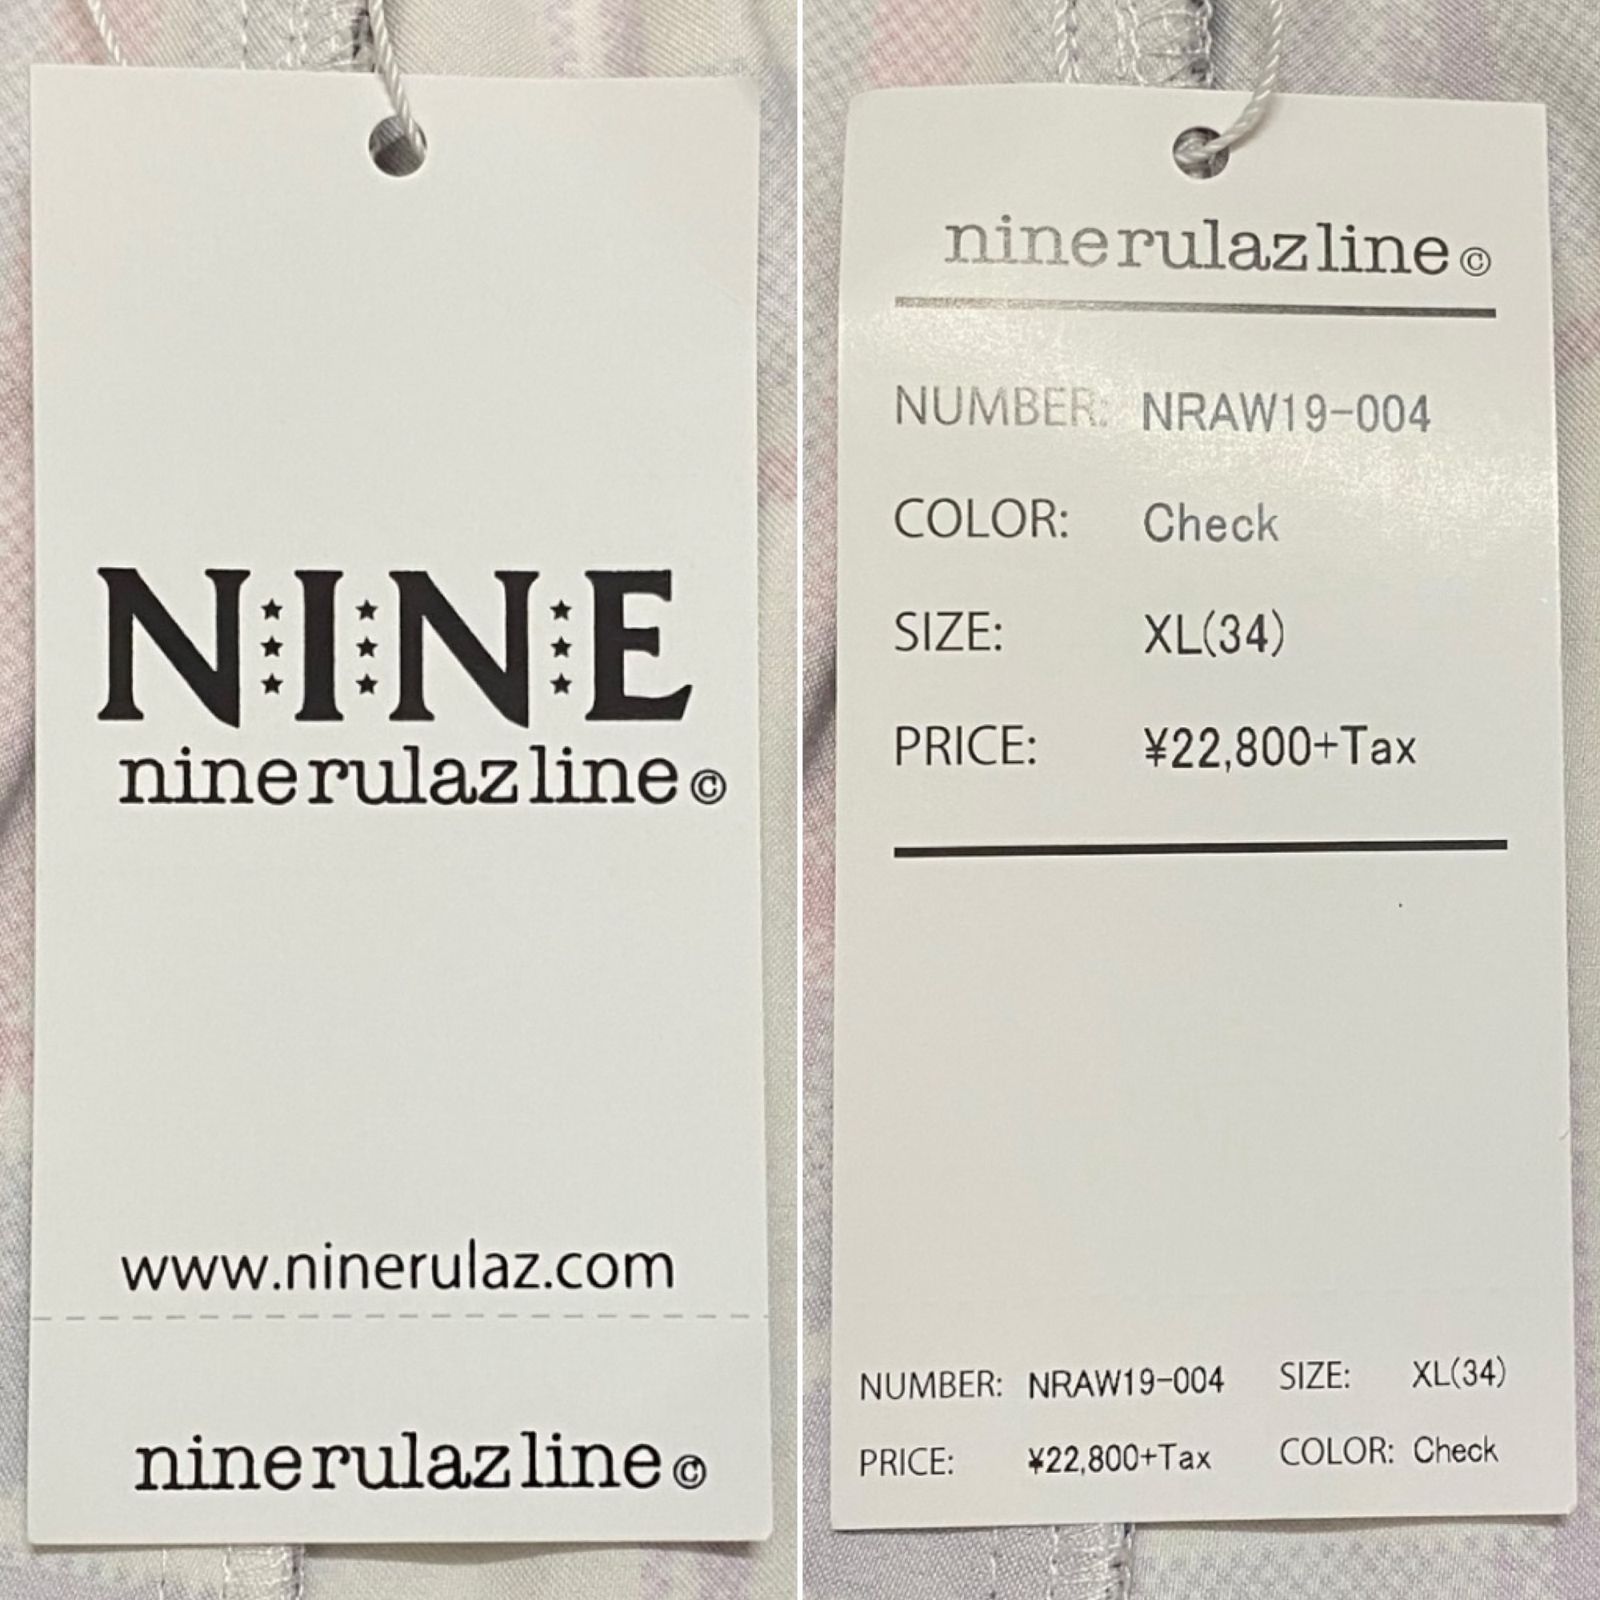 N I N E
ninerulazline©
www.ninerulaz.com
ninerulazline©
ninerulazline©
NUMBER: NRAW19-004
COLOR: Check
SIZE: XL(34)
PRICE: ¥22,800+Tax
NUMBER: NRAW19-004 SIZE: XL(34)
PRICE: ¥22,800+Tax COLOR: Check